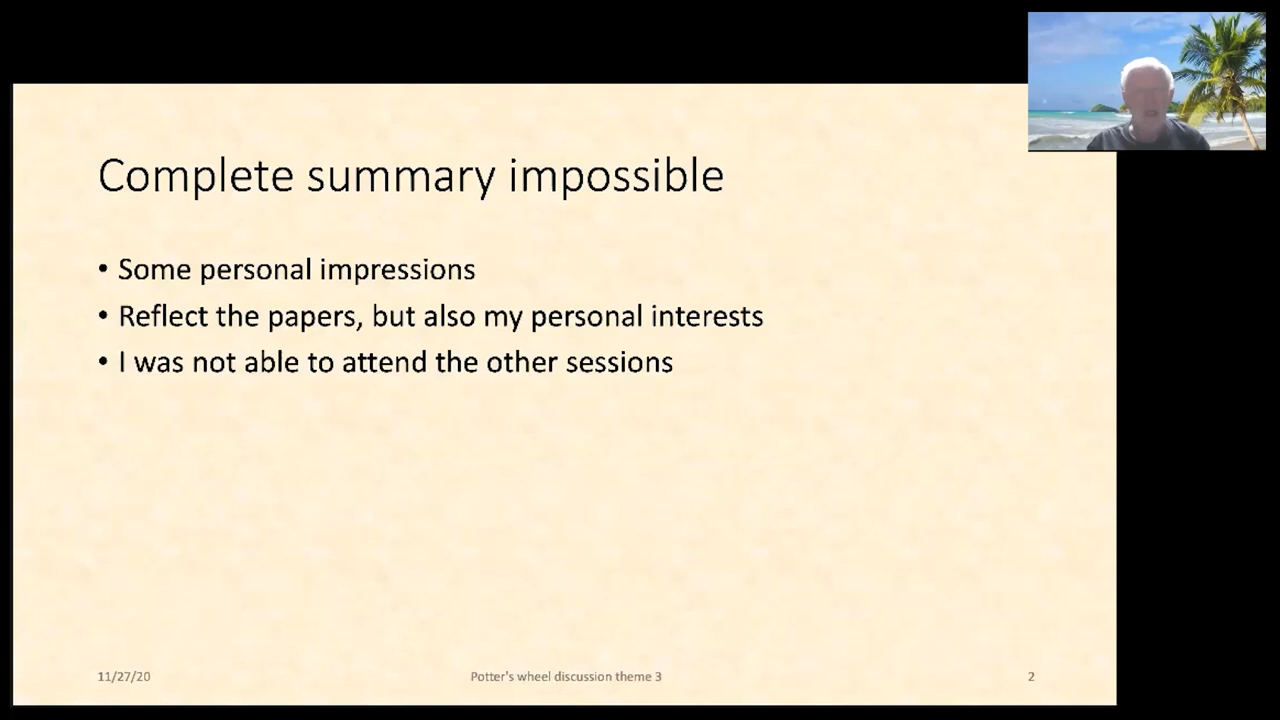 Complete summary impossible
• Some personal impressions
• Reflect the papers, but also my personal interests
• I was not able to attend the other sessions
11/27/20 Potter's wheel discussion theme 3 2